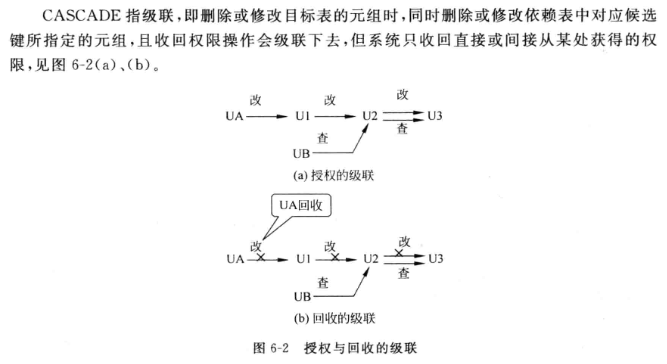 CASCADE 指级联,即删除或修改目标表的元组时,同时删除或修改依赖表中对应候选
键所指定的元组,且收回权限操作会级联下去,但系统只收回直接或间接从某处获得的权
限,见图 6-2(a)、(b)。
改 改 改
UA U1 U2 U3
查 查
UB
(a) 授权的级联
UA回收
改 改 改
UA U1 U2 U3
查 查
UB
(b) 回收的级联
图 6-2 授权与回收的级联